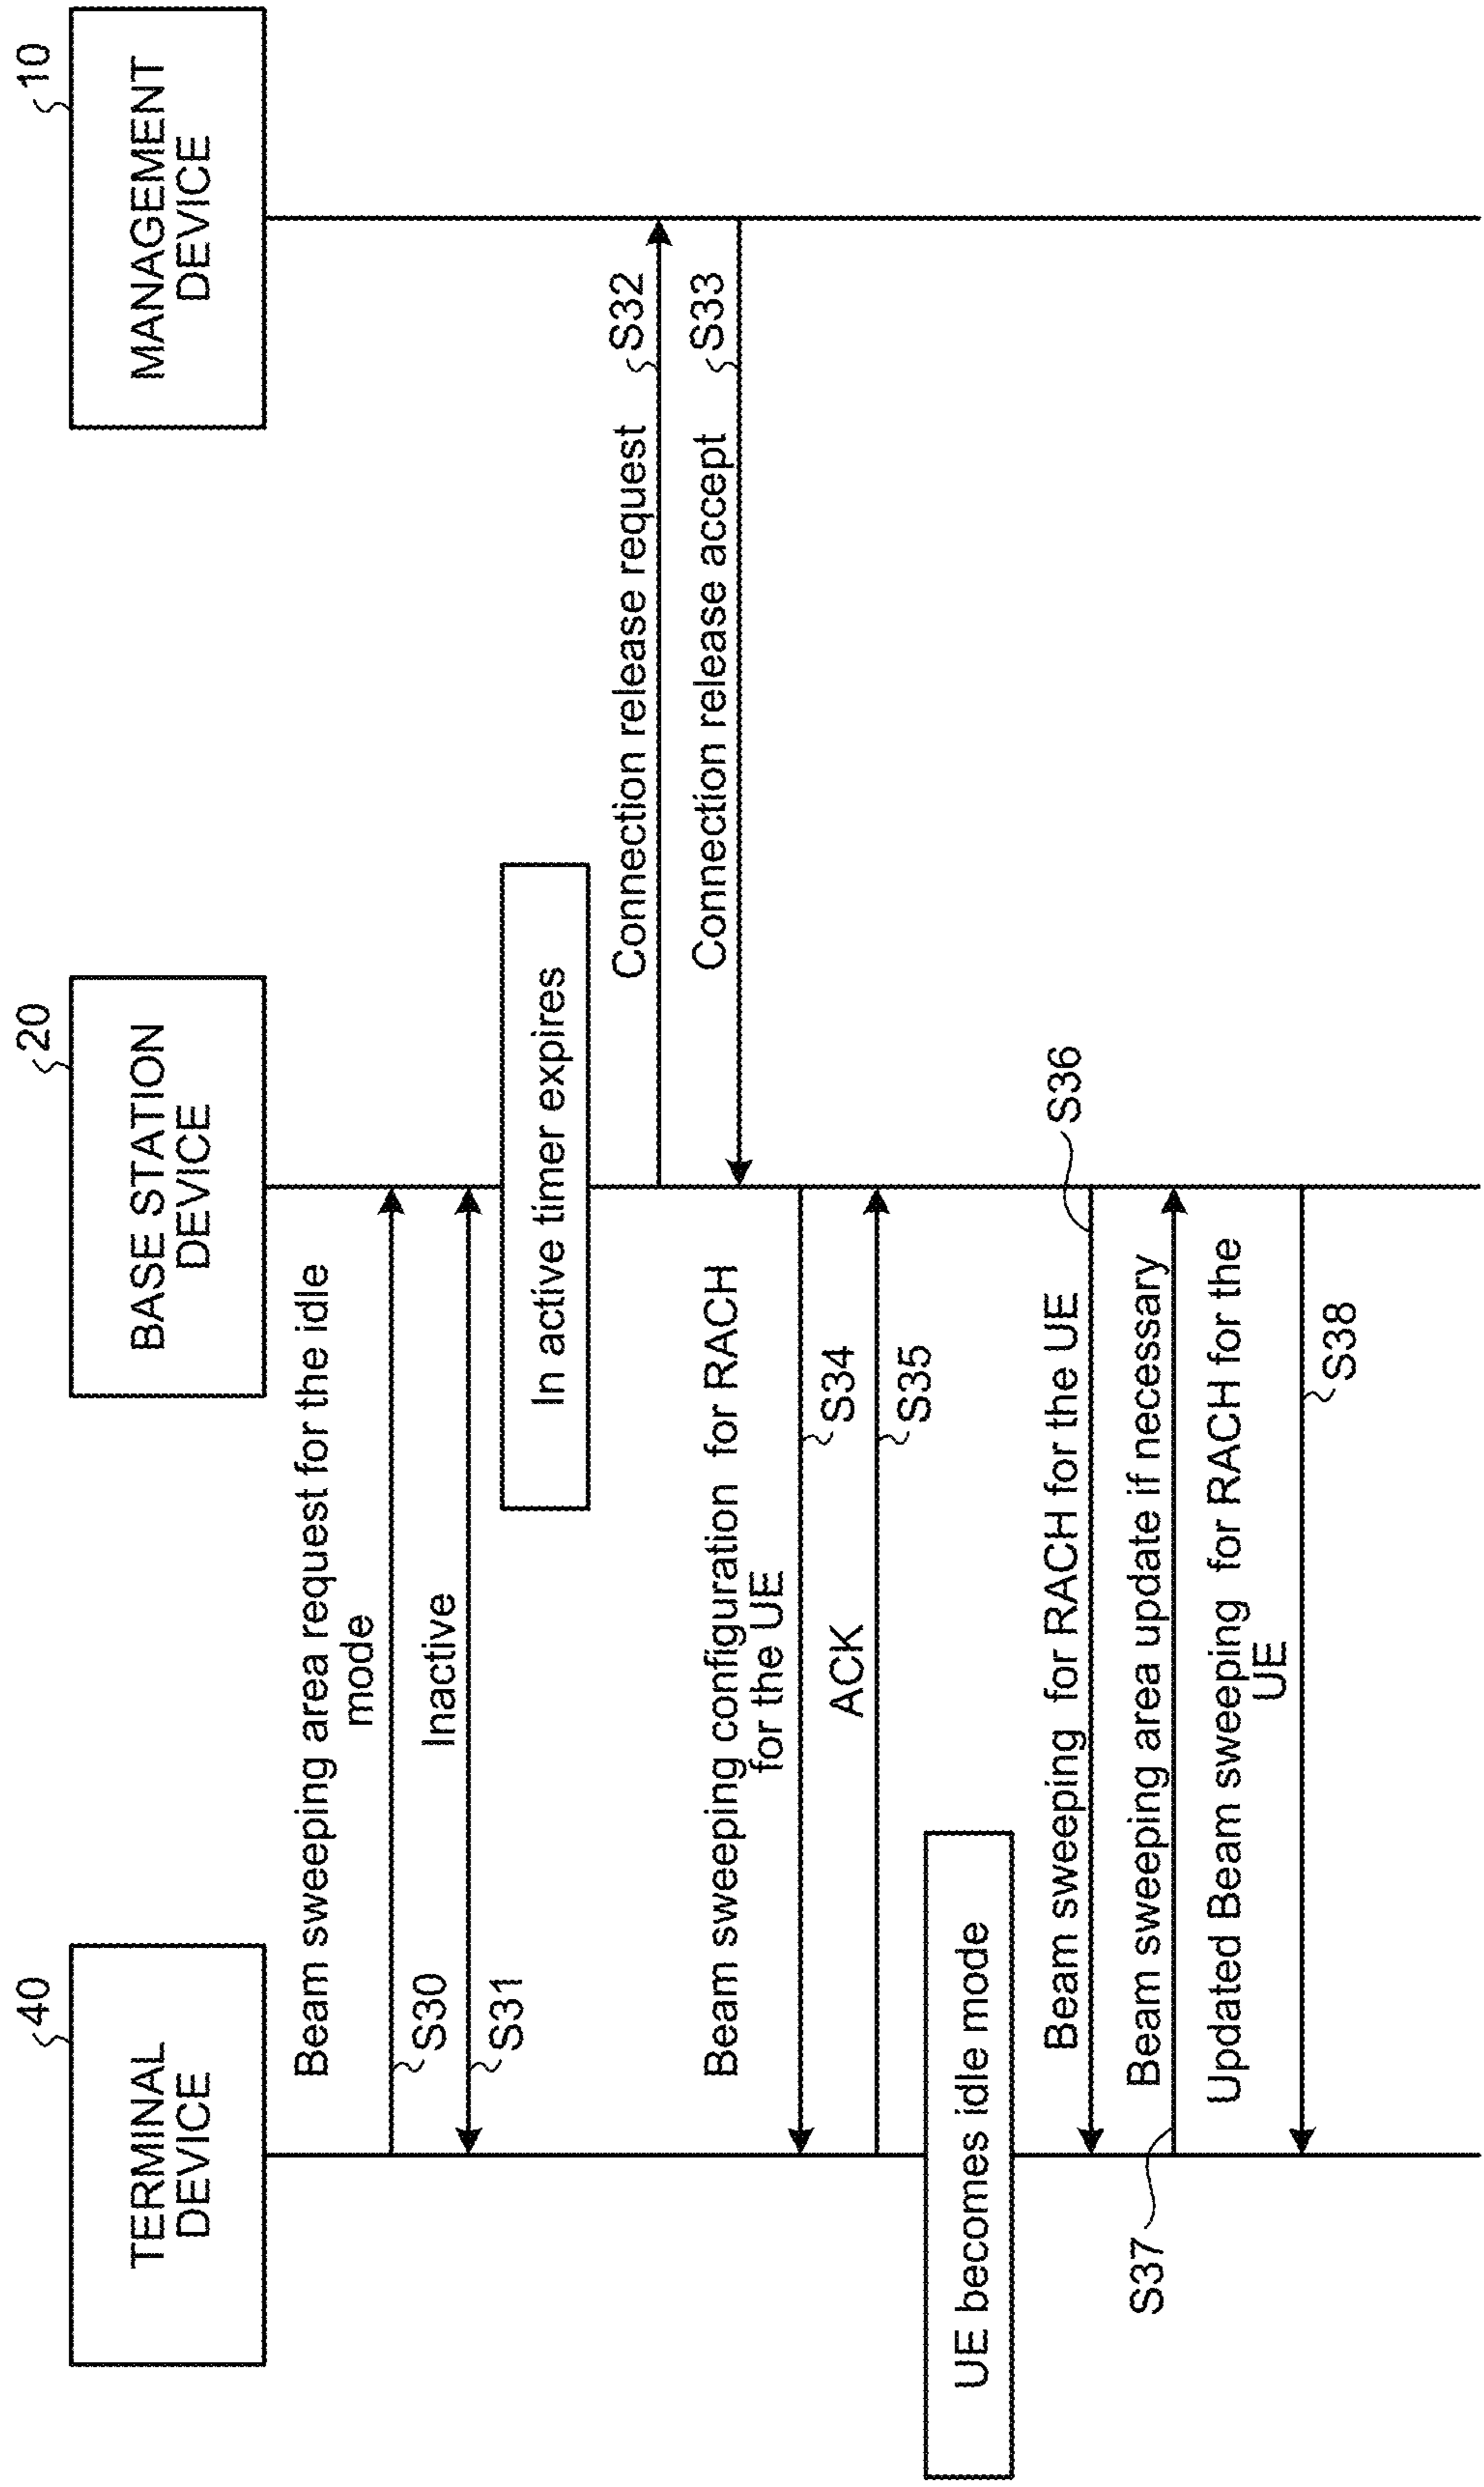 40
TERMINAL
DEVICE
20
BASE STATION
DEVICE
10
MANAGEMENT
DEVICE
Beam sweeping area request for the idle
mode
S30
Inactive
S31
In active timer expires
Connection release request
S32
Connection release accept
S33
Beam sweeping configuration for RACH
for the UE
S34
ACK
S35
UE becomes idle mode
Beam sweeping for RACH for the UE
S36
Beam sweeping area update if necessary
S37
Updated Beam sweeping for RACH for the
UE
S38